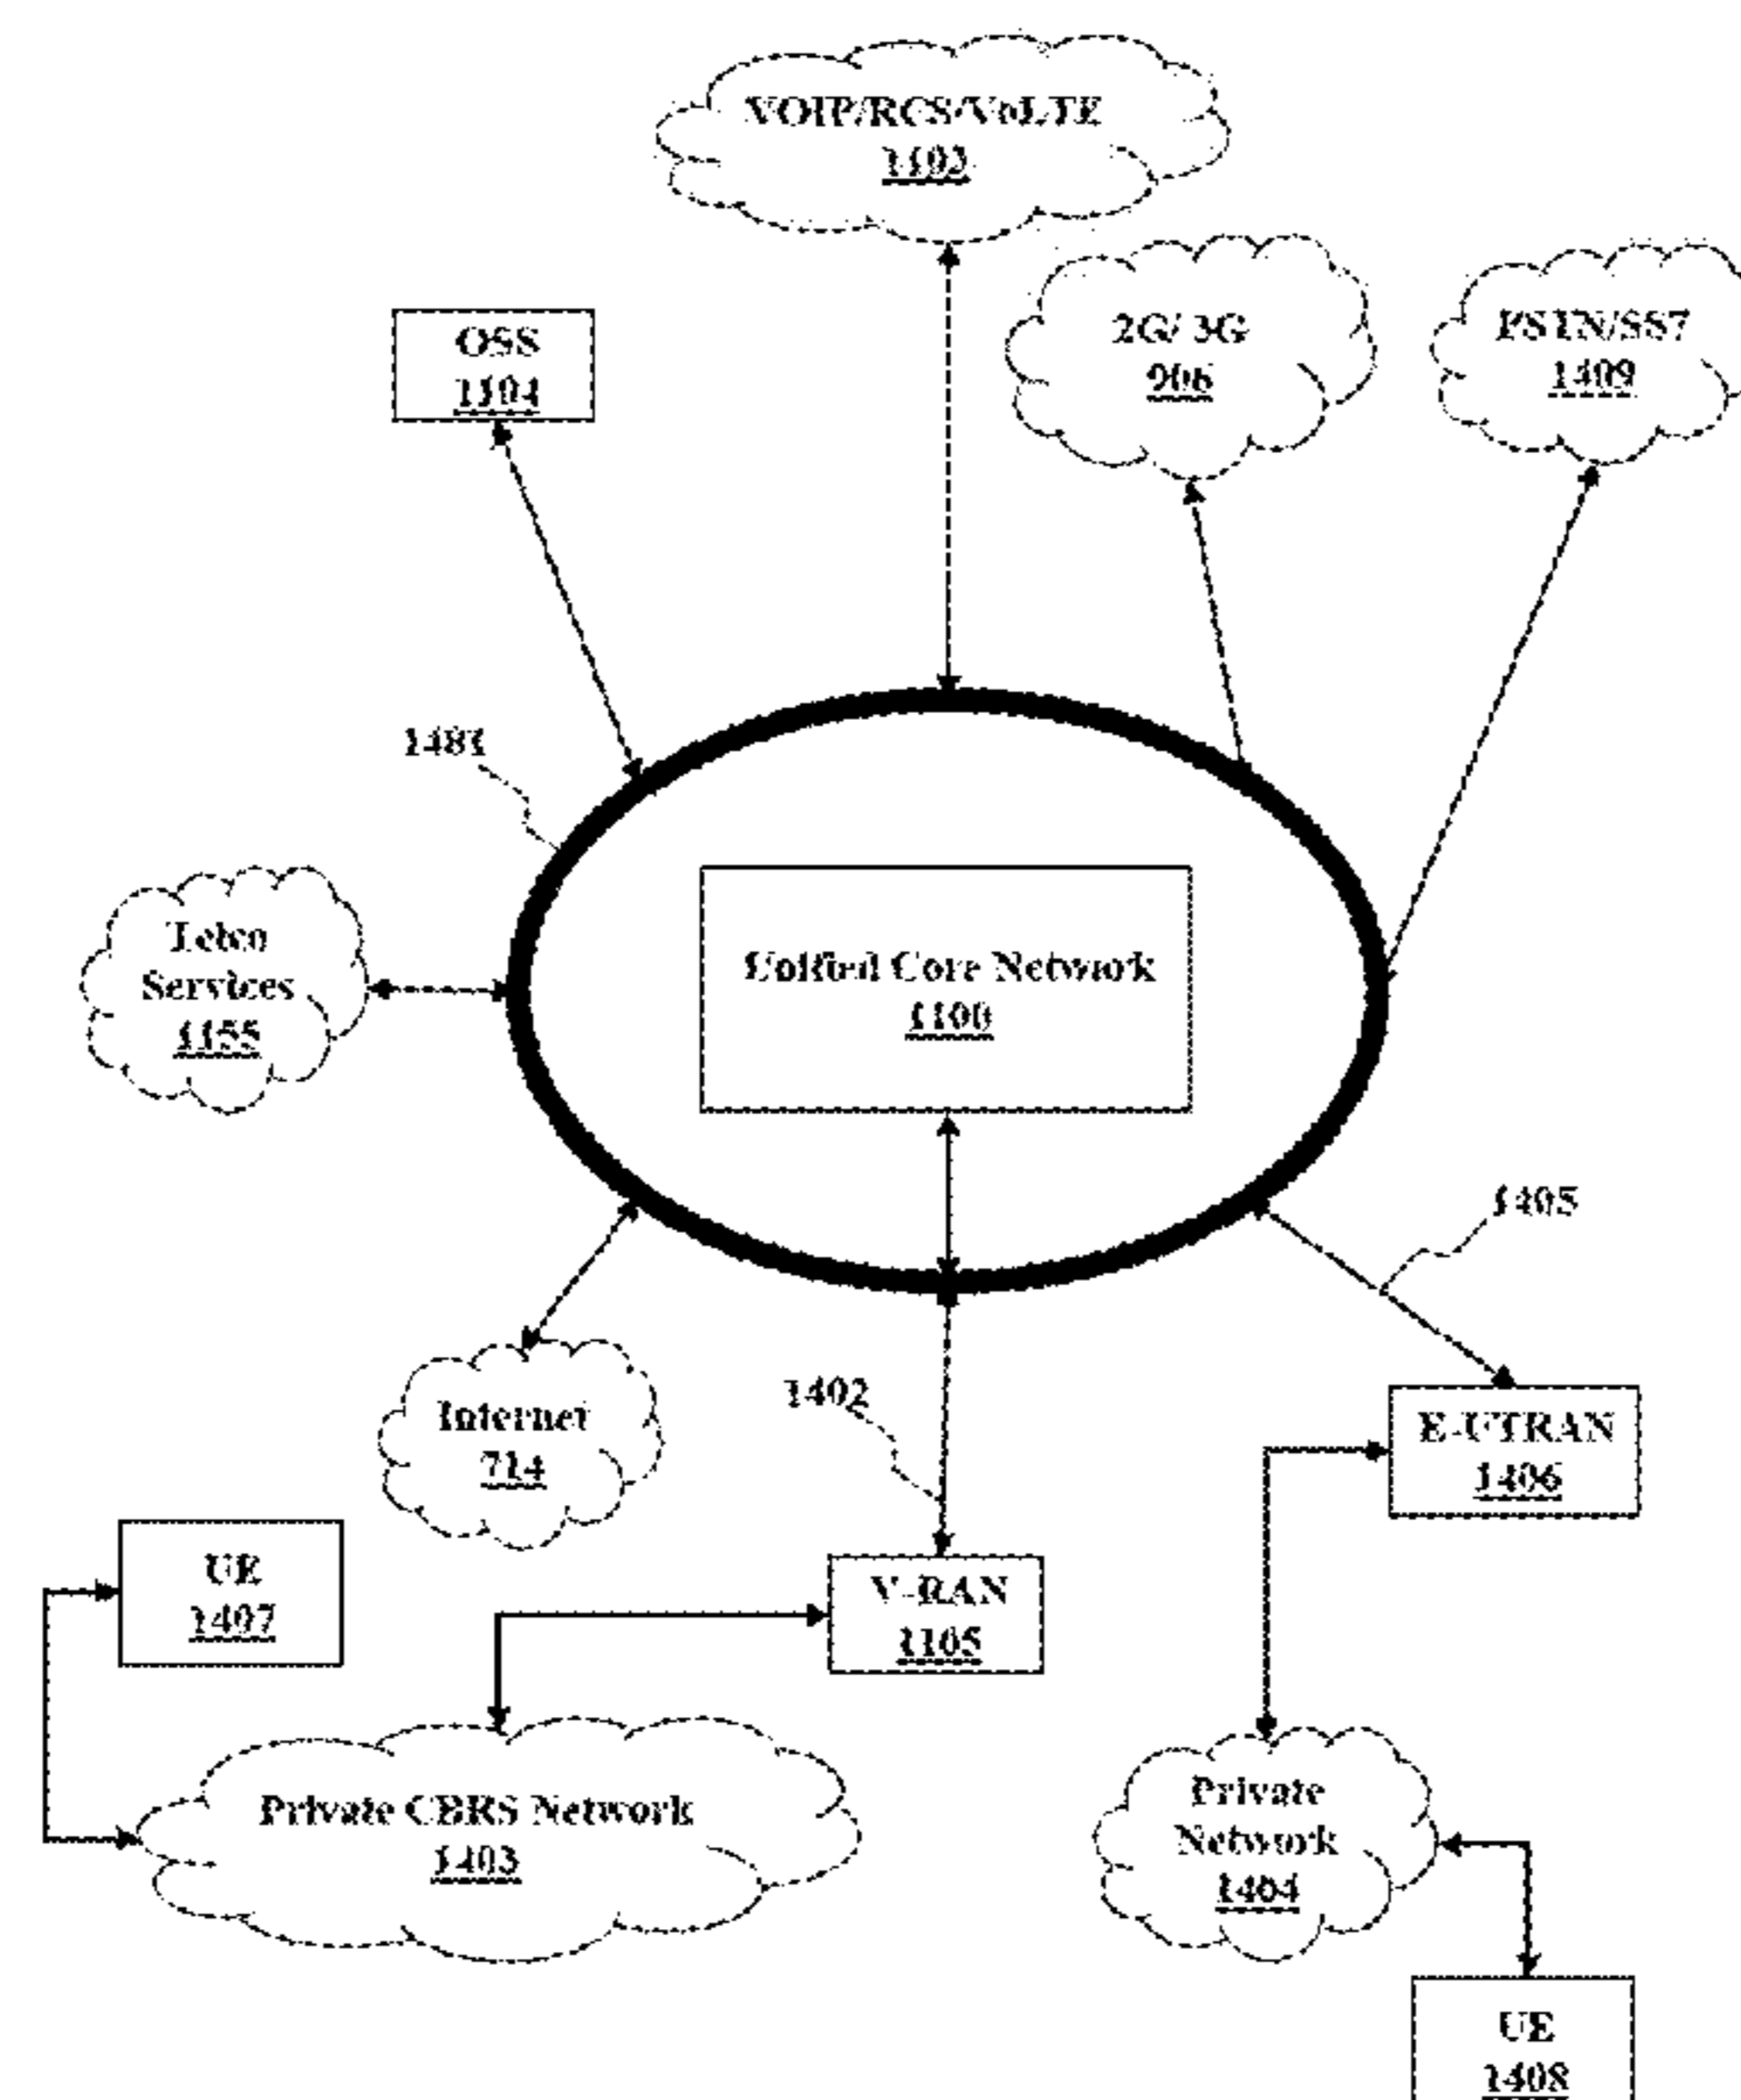 VOIP/RCS/VoLTE
1102
OSS
1104
2G/ 3G
906
PSTN/SS7
1409
1401
Telco
Services
1155
Unified Core Network
1100
1405
Internet
714
1402
E-UTRAN
1406
UE
1407
V-RAN
1105
Private CBRS Network
1403
Private
Network
1404
UE
1408